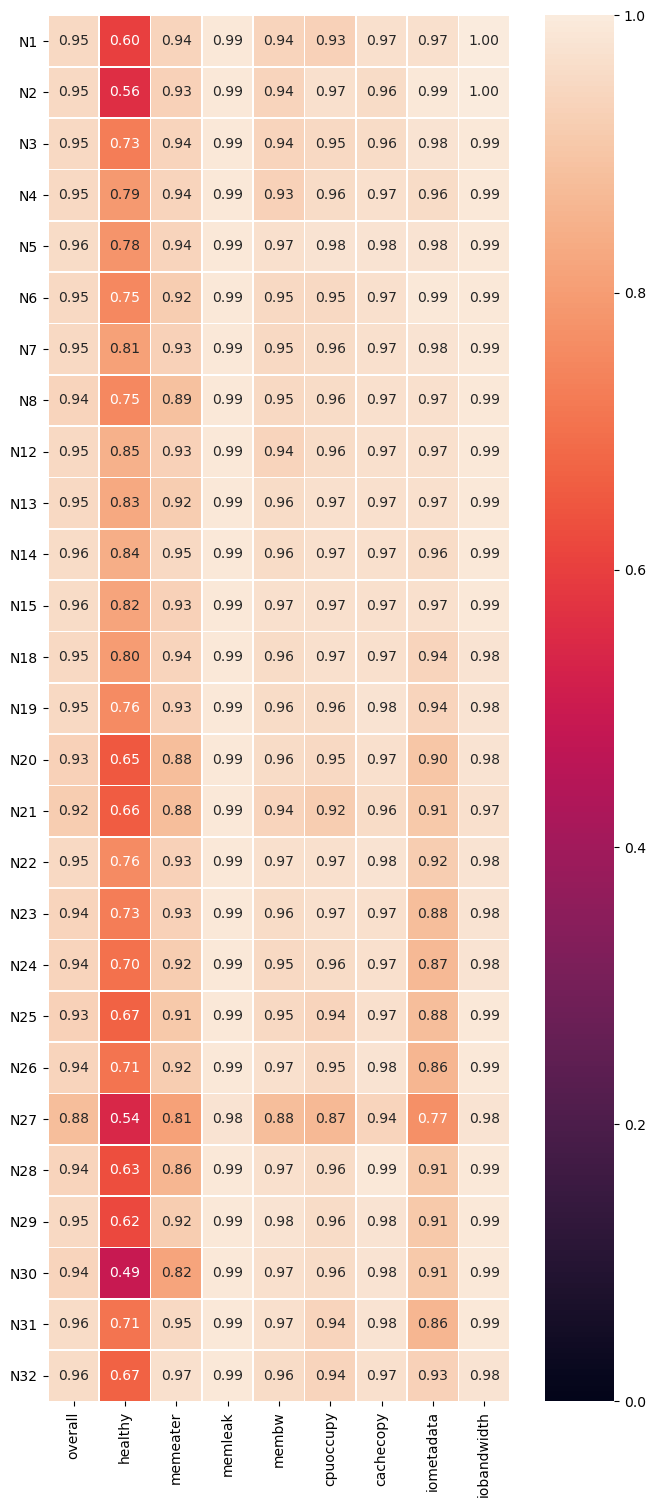 N1 0.95 0.60 0.94 0.99 0.94 0.93 0.97 0.97 1.00
N2 0.95 0.56 0.93 0.99 0.94 0.97 0.96 0.99 1.00
N3 0.95 0.73 0.94 0.99 0.94 0.95 0.96 0.98 0.99
N4 0.95 0.79 0.94 0.99 0.93 0.96 0.97 0.96 0.99
N5 0.96 0.78 0.94 0.99 0.97 0.98 0.98 0.98 0.99
N6 0.95 0.75 0.92 0.99 0.95 0.95 0.97 0.99 0.99
N7 0.95 0.81 0.93 0.99 0.95 0.96 0.97 0.98 0.99
N8 0.94 0.75 0.89 0.99 0.95 0.96 0.97 0.97 0.99
N12 0.95 0.85 0.93 0.99 0.94 0.96 0.97 0.97 0.99
N13 0.95 0.83 0.92 0.99 0.96 0.97 0.97 0.97 0.99
N14 0.96 0.84 0.95 0.99 0.96 0.97 0.97 0.96 0.99
N15 0.96 0.82 0.93 0.99 0.97 0.97 0.97 0.97 0.99
N18 0.95 0.80 0.94 0.99 0.96 0.97 0.97 0.94 0.98
N19 0.95 0.76 0.93 0.99 0.96 0.96 0.98 0.94 0.98
N20 0.93 0.65 0.88 0.99 0.96 0.95 0.97 0.90 0.98
N21 0.92 0.66 0.88 0.99 0.94 0.92 0.96 0.91 0.97
N22 0.95 0.76 0.93 0.99 0.97 0.97 0.98 0.92 0.98
N23 0.94 0.73 0.93 0.99 0.96 0.97 0.97 0.88 0.98
N24 0.94 0.70 0.92 0.99 0.95 0.96 0.97 0.87 0.98
N25 0.93 0.67 0.91 0.99 0.95 0.94 0.97 0.88 0.99
N26 0.94 0.71 0.92 0.99 0.97 0.95 0.98 0.86 0.99
N27 0.88 0.54 0.81 0.98 0.88 0.87 0.94 0.77 0.98
N28 0.94 0.63 0.86 0.99 0.97 0.96 0.99 0.91 0.99
N29 0.95 0.62 0.92 0.99 0.98 0.96 0.98 0.91 0.99
N30 0.94 0.49 0.82 0.99 0.97 0.96 0.98 0.91 0.99
N31 0.96 0.71 0.95 0.99 0.97 0.94 0.98 0.86 0.99
N32 0.96 0.67 0.97 0.99 0.96 0.94 0.97 0.93 0.98
overall
healthy
memeater
memleak
membw
cpuoccupy
cachecopy
iometadata
iobandwidth
1.0
0.8
0.6
0.4
0.2
0.0